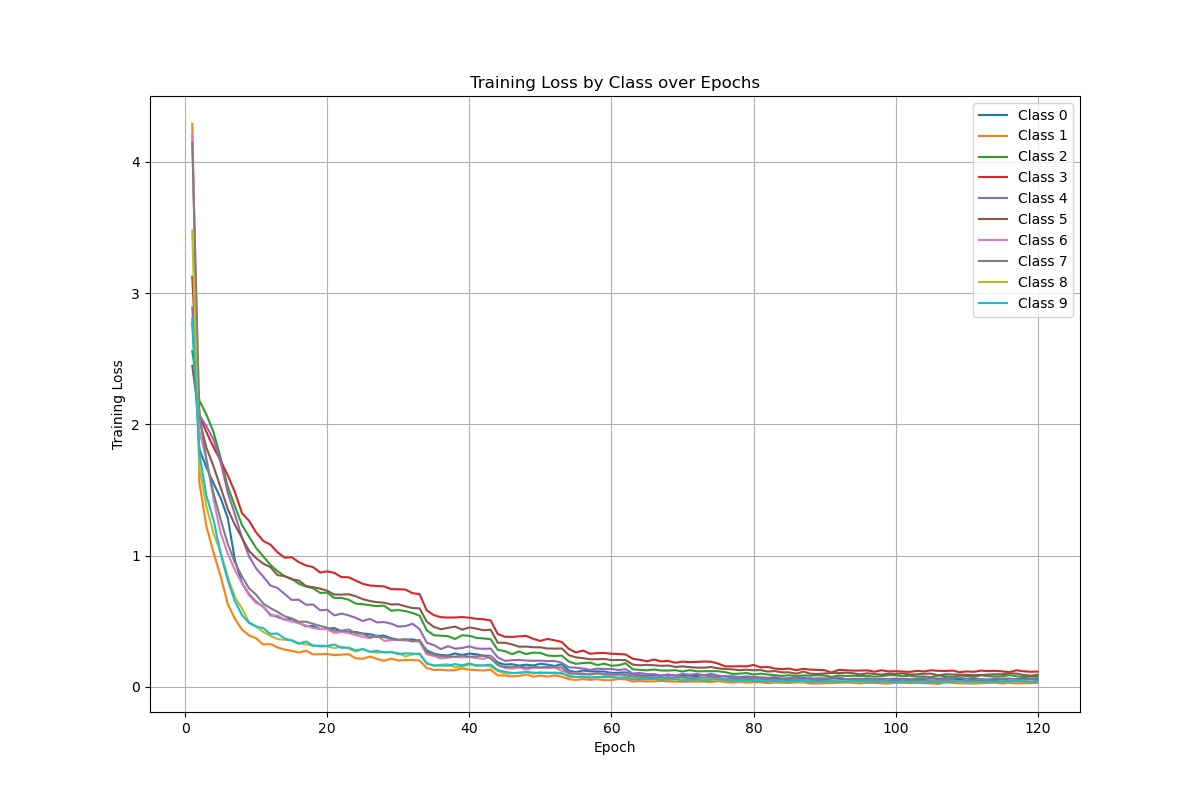 Training Loss by Class over Epochs
Training Loss
4
3
2
1
0
0 20 40 60 80 100 120
Epoch
Class 0
Class 1
Class 2
Class 3
Class 4
Class 5
Class 6
Class 7
Class 8
Class 9